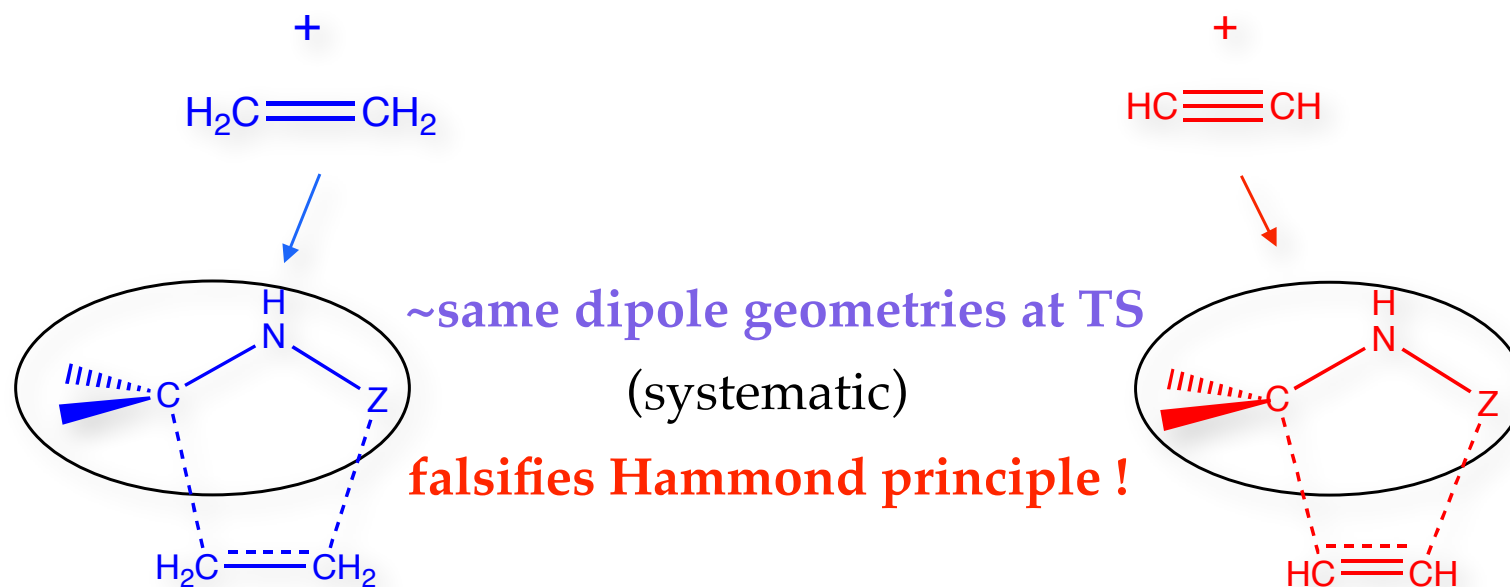 + +
H₂C CH₂ HC CH
H H
N N
~same dipole geometries at TS
C Z C Z
(systematic)
falsifies Hammond principle !
H₂C CH₂ HC CH